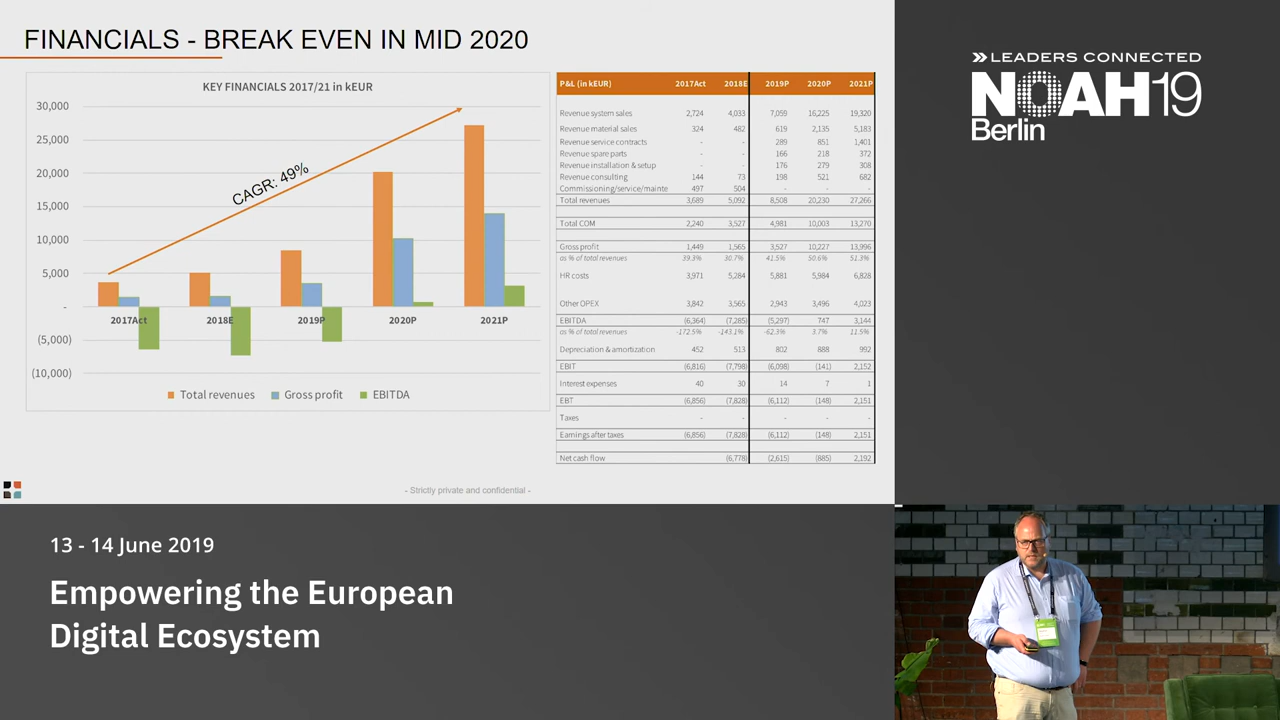 FINANCIALS - BREAK EVEN IN MID 2020
KEY FINANCIALS 2017/21 in kEUR
30,000
25,000
20,000
15,000
10,000
5,000
-
(5,000)
(10,000)
CAGR: 49%
2017Act 2018E 2019P 2020P 2021P
Total revenues Gross profit EBITDA
P&L (in kEUR) 2017Act 2018E 2019P 2020P 2021P
Revenue system sales 2,724 4,033 7,059 16,225 19,320
Revenue material sales 324 482 619 2,135 5,183
Revenue service contracts - - 289 851 1,401
Revenue spare parts - - 166 218 372
Revenue installation & setup - - 176 279 308
Revenue consulting 144 73 198 521 682
Commissioning/service/mainte 497 504 - - -
Total revenues 3,689 5,092 8,508 20,230 27,266
Total COM 2,240 3,527 4,981 10,003 13,270
Gross profit 1,449 1,565 3,527 10,227 13,996
as % of total revenues 39.3% 30.7% 41.5% 50.6% 51.3%
HR costs 3,971 5,284 5,881 5,984 6,828
Other OPEX 3,842 3,565 2,943 3,496 4,023
EBITDA (6,364) (7,285) (5,297) 747 3,144
as % of total revenues -172.5% -143.1% -62.3% 3.7% 11.5%
Depreciation & amortization 452 513 802 888 992
EBIT (6,816) (7,798) (6,098) (141) 2,152
Interest expenses 40 30 14 7 1
EBT (6,856) (7,828) (6,112) (148) 2,151
Taxes - - - - -
Earnings after taxes (6,856) (7,828) (6,112) (148) 2,151
Net cash flow (6,778) (2,615) (885) 2,192
- Strictly private and confidential -
LEADERS CONNECTED
NOAH19
Berlin
13 - 14 June 2019
Empowering the European
Digital Ecosystem